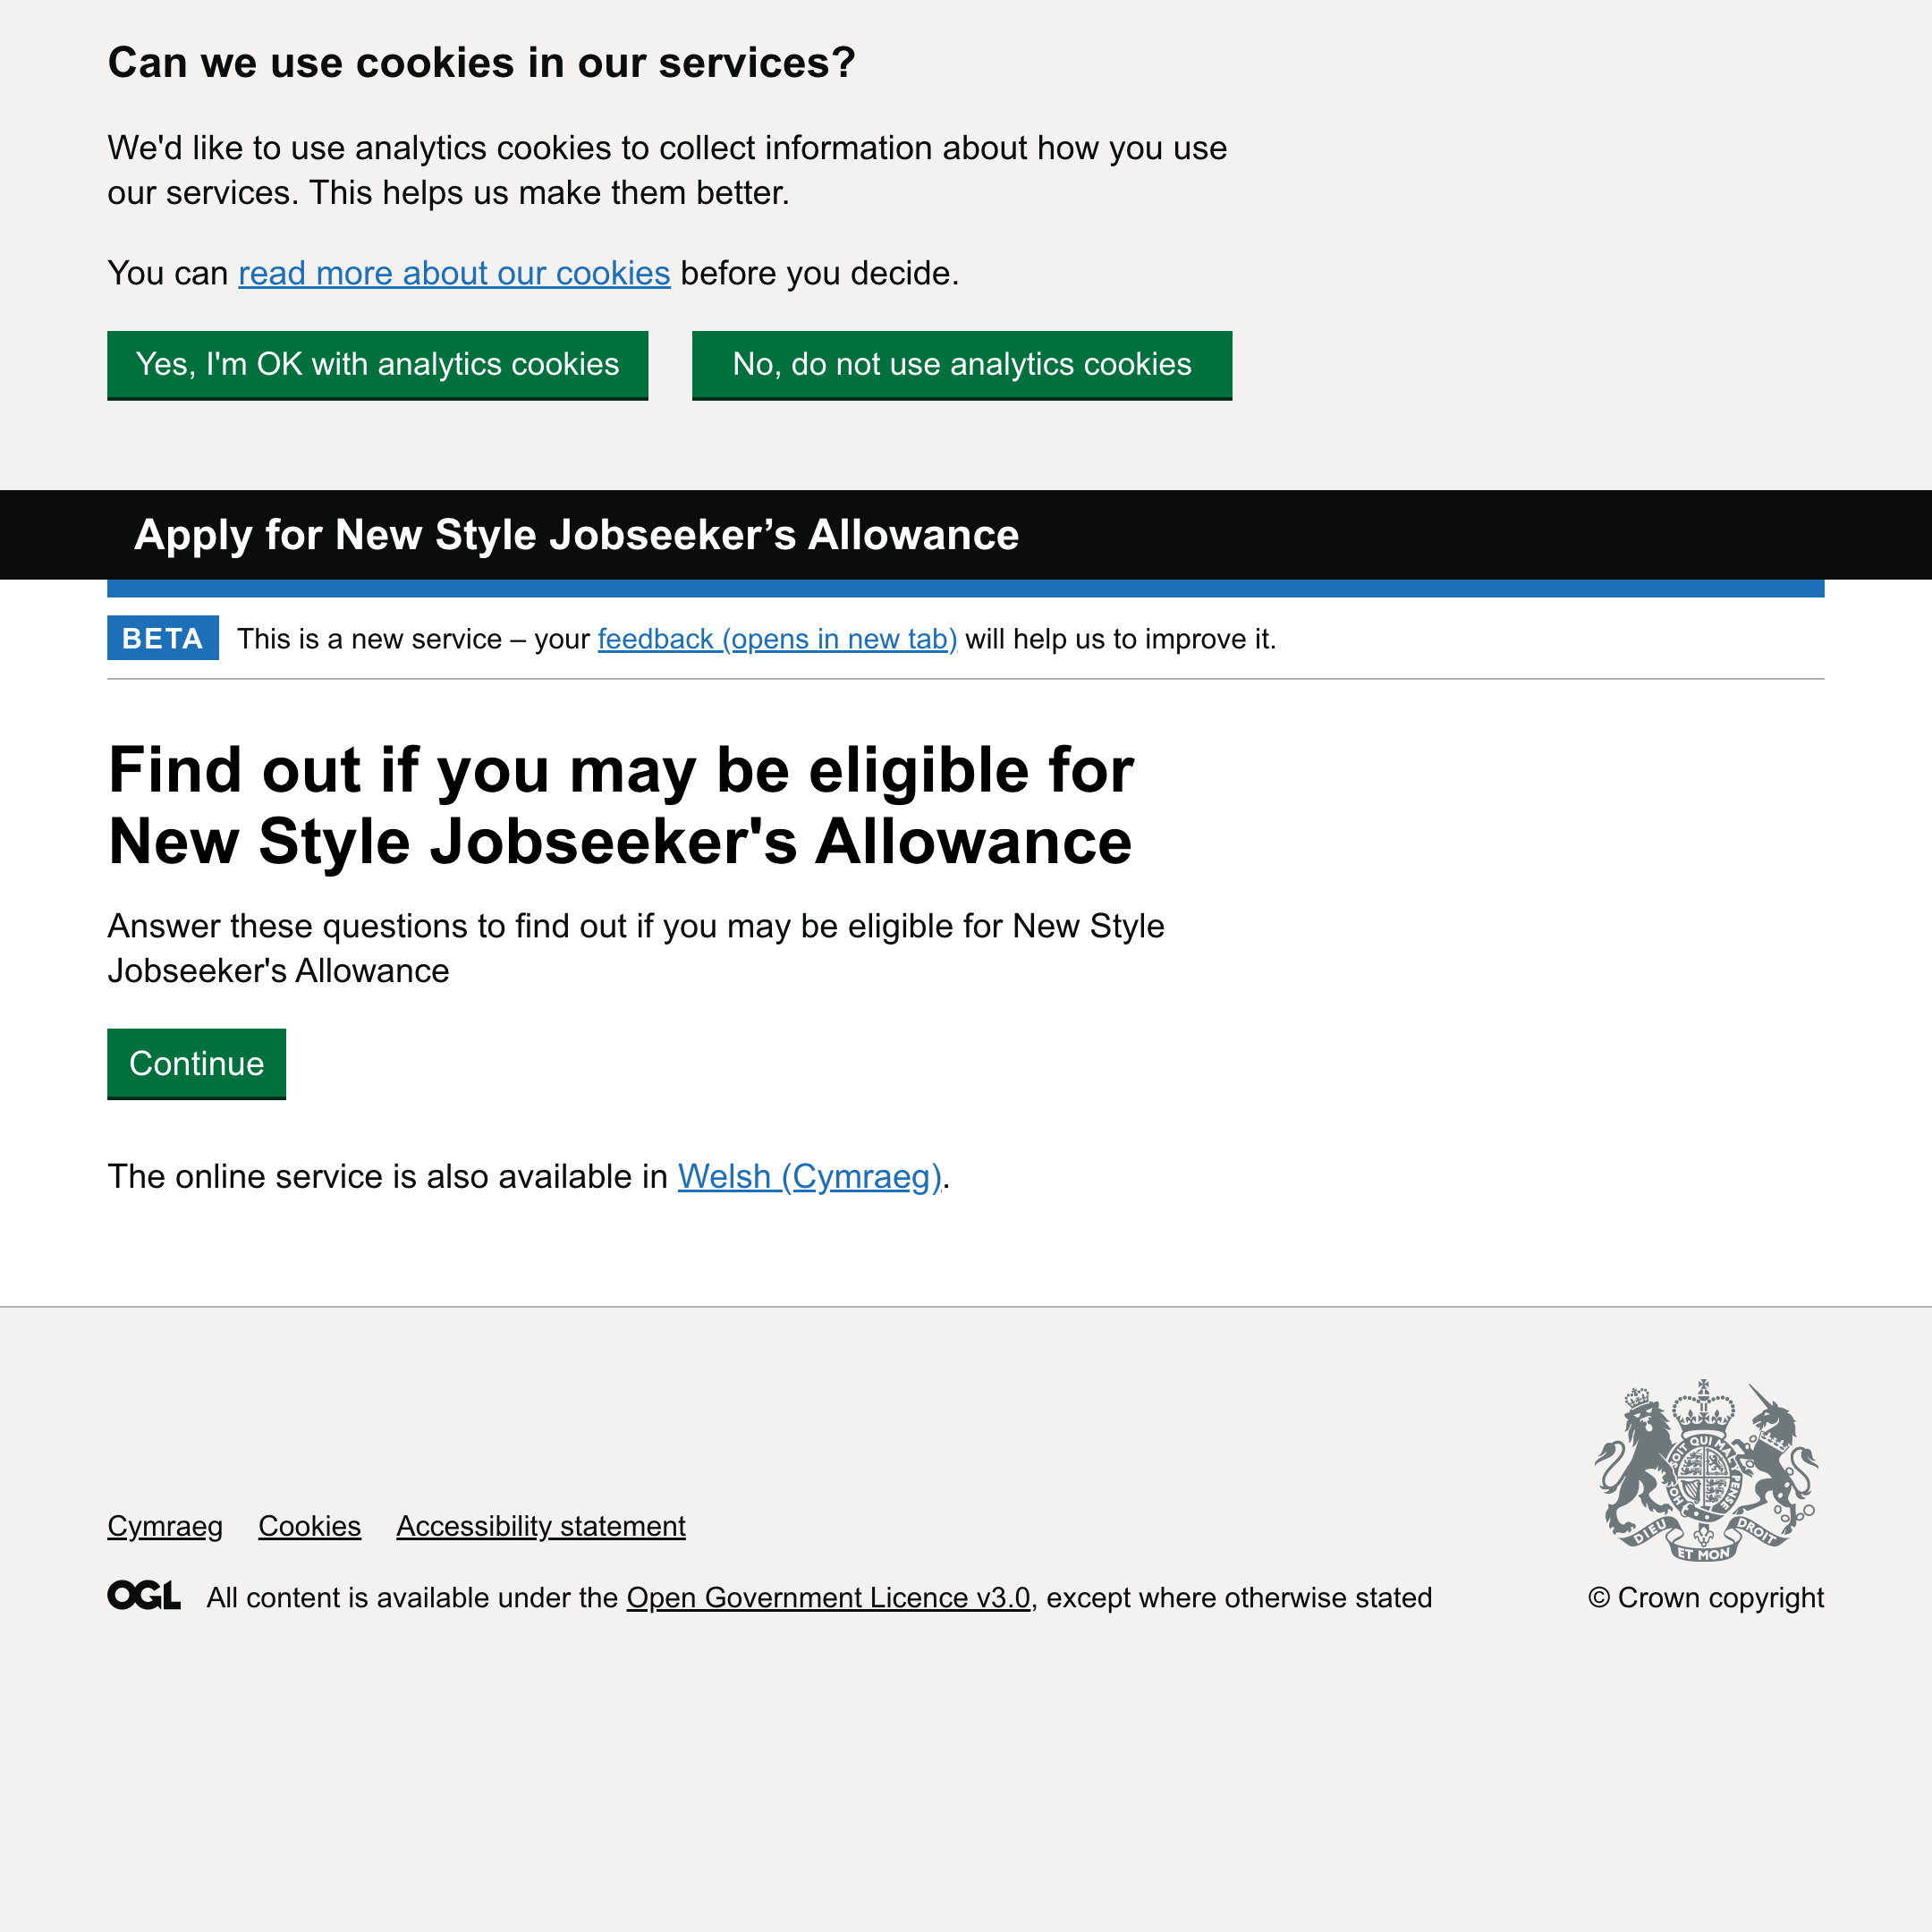 Can we use cookies in our services?
We'd like to use analytics cookies to collect information about how you use
our services. This helps us make them better.
You can read more about our cookies before you decide.
Yes, I'm OK with analytics cookies
No, do not use analytics cookies
Apply for New Style Jobseeker’s Allowance
BETA This is a new service – your feedback (opens in new tab) will help us to improve it.
Find out if you may be eligible for
New Style Jobseeker's Allowance
Answer these questions to find out if you may be eligible for New Style
Jobseeker's Allowance
Continue
The online service is also available in Welsh (Cymraeg).
Cymraeg Cookies Accessibility statement
OIT QUI MAL Y PENSE
HO
DIEU
ET MON
DROIT
OGL All content is available under the Open Government Licence v3.0, except where otherwise stated
© Crown copyright